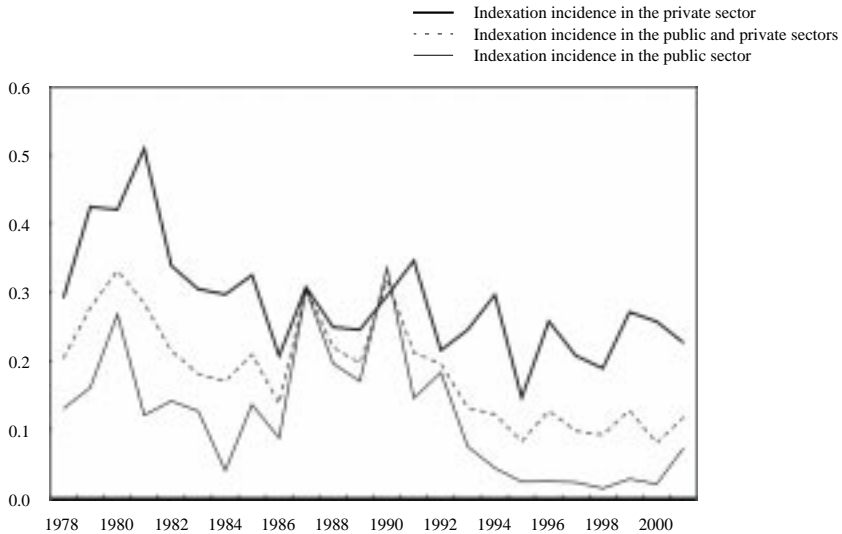 Indexation incidence in the private sector
Indexation incidence in the public and private sectors
Indexation incidence in the public sector
0.6
0.5
0.4
0.3
0.2
0.1
0.0
1978 1980 1982 1984 1986 1988 1990 1992 1994 1996 1998 2000